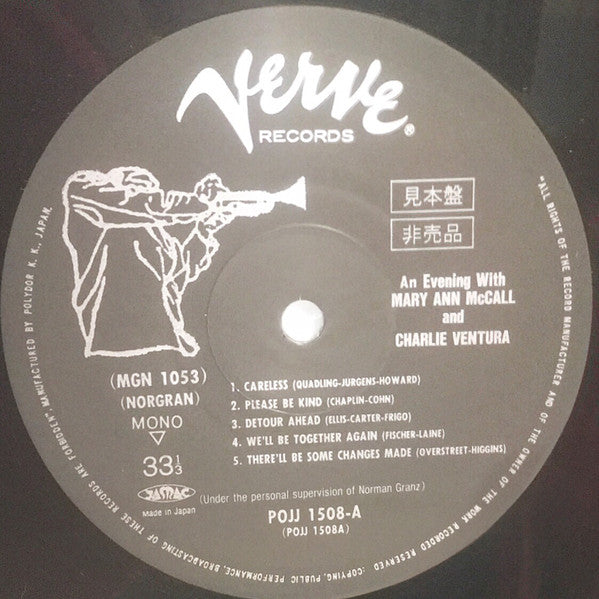 Verve®
RECORDS
見本盤
非売品
An Evening With
MARY ANN McCALL
and
CHARLIE VENTURA
(MGN 1053)
(NORGRAN)
MONO
33⅓
JASRAC
Made in Japan
1. CARELESS (QUADLING-JURGENS-HOWARD)
2. PLEASE BE KIND (CHAPLIN-COHN)
3. DETOUR AHEAD (ELLIS-CARTER-FRIGO)
4. WE'LL BE TOGETHER AGAIN (FISCHER-LAINE)
5. THERE'LL BE SOME CHANGES MADE (OVERSTREET-HIGGINS)
(Under the personal supervision of Norman Granz)
POJJ 1508-A
(POJJ 1508A)
"ALL RIGHTS OF THE RECORD MANUFACTURER AND OF THE OWNER OF THE WORK RECORDED RESERVED :COPYING, PUBLIC PERFORMANCE, BROADCASTING OF THESE RECORDS ARE FORBIDDEN", MANUFACTURED BY POLYDOR K. K., JAPAN.